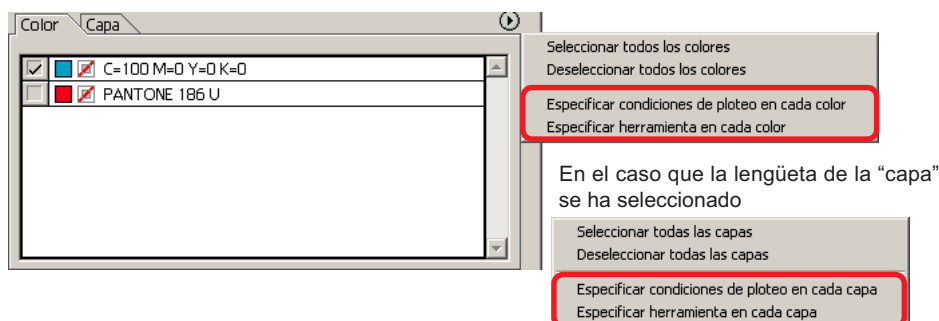 Color Capa
C=100 M=0 Y=0 K=0
PANTONE 186 U
Seleccionar todos los colores
Deseleccionar todos los colores
Especificar condiciones de ploteo en cada color
Especificar herramienta en cada color
En el caso que la lengüeta de la “capa”
se ha seleccionado
Seleccionar todas las capas
Deseleccionar todas las capas
Especificar condiciones de ploteo en cada capa
Especificar herramienta en cada capa